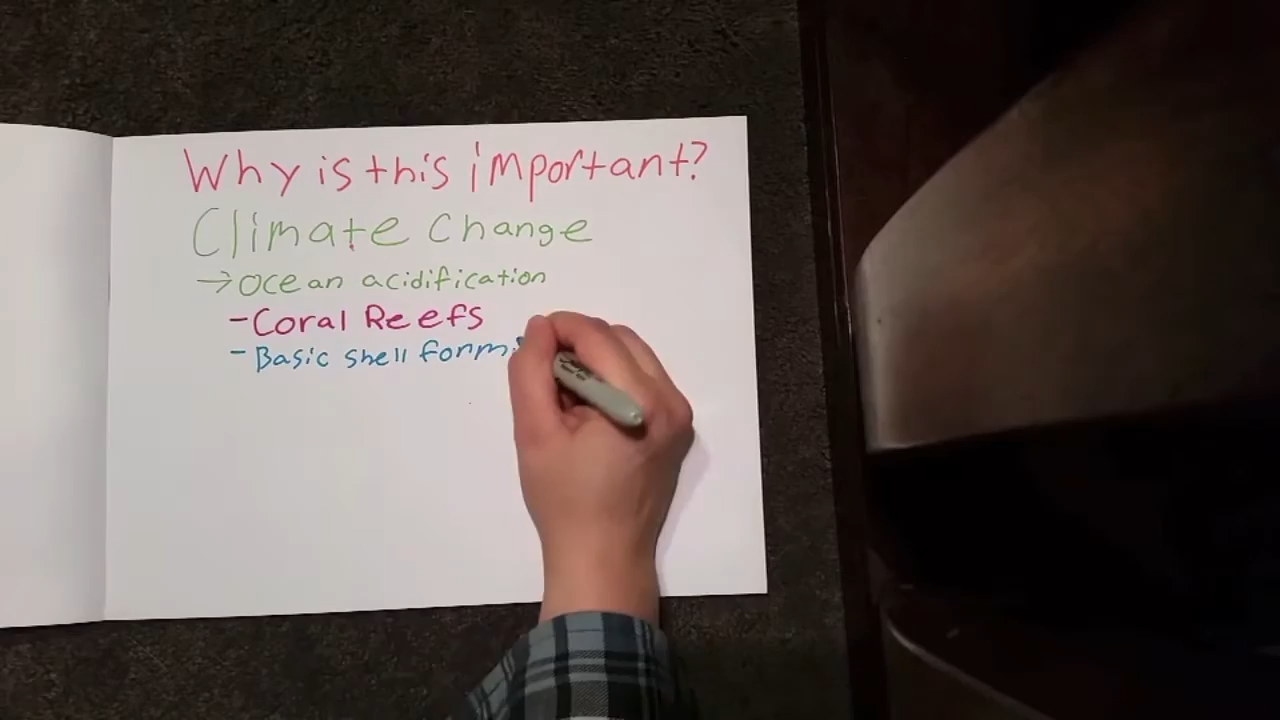 Why is this important?
Climate Change
→ Ocean acidification
- Coral Reefs
- Basic shell form